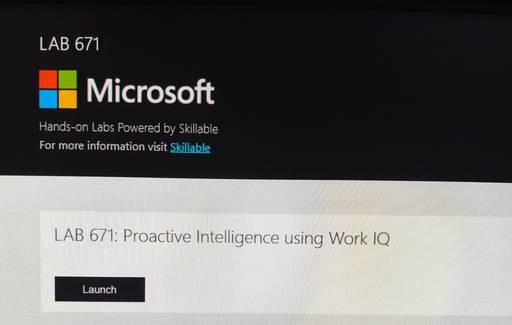 LAB 671
Microsoft
Hands-on Labs Powered by Skillable
For more information visit Skillable
LAB 671: Proactive Intelligence using Work IQ
Launch